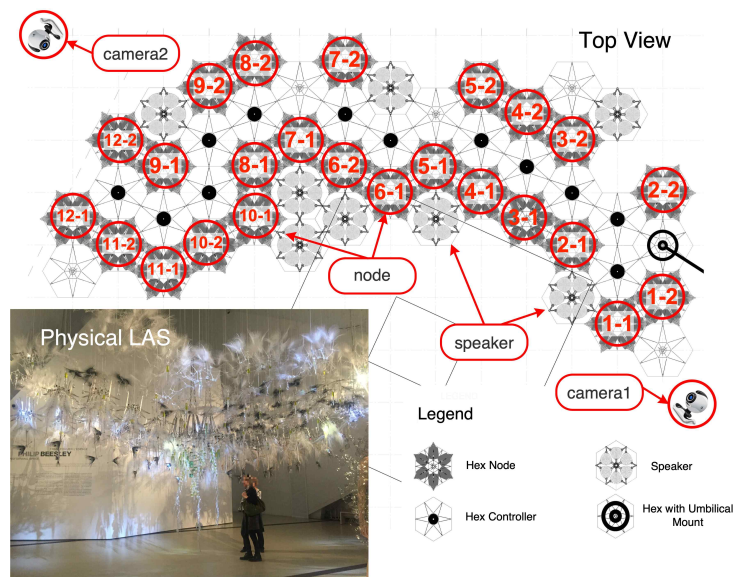 Top View
camera2
8-2
7-2
9-2
5-2
4-2
12-2
7-1
3-2
9-1
8-1
6-2
5-1
6-1
4-1
2-2
12-1
10-1
3-1
11-2
10-2
2-1
11-1
node
1-2
speaker
1-1
Physical LAS
camera1
Legend
Hex Node
Speaker
Hex Controller
Hex with Umbilical
Mount
PHILIP BEESLEY